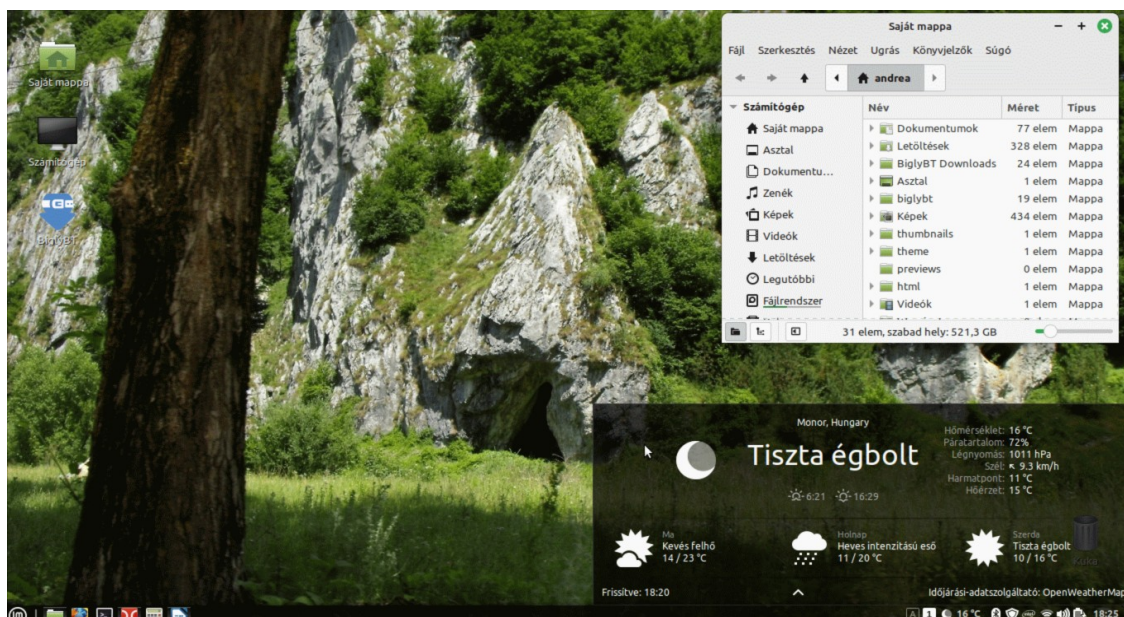 Saját mappa
Saját mappa
Számítógép
BiglyBT
Fájl Szerkesztés Nézet Ugrás Könyvjelzők Súgó
andrea
Számítógép
Saját mappa
Asztal
Dokumentu...
Zenék
Képek
Videók
Letöltések
Legutóbbi
Fájlrendszer
Név Méret Típus
Dokumentumok 77 elem Mappa
Letöltések 328 elem Mappa
BiglyBT Downloads 24 elem Mappa
Asztal 1 elem Mappa
biglybt 19 elem Mappa
Képek 434 elem Mappa
thumbnails 1 elem Mappa
theme 1 elem Mappa
previews 0 elem Mappa
html 1 elem Mappa
Videók 1 elem Mappa
31 elem, szabad hely: 521,3 GB
Monor, Hungary
Tiszta égbolt
6:21 16:29
Hőmérséklet: 16 °C
Páratartalom: 72%
Légnyomás: 1011 hPa
Szél: 9.3 km/h
Harmatpont: 11 °C
Hőérzet: 15 °C
Ma
Kevés felhő
14 / 23 °C
Holnap
Heves intenzitású eső
11 / 20 °C
Szerda
Tiszta égbolt
10 / 16 °C
Frissítve: 18:20
Időjárási-adatszolgáltató: OpenWeatherMap
A 1 16 °C 18:25